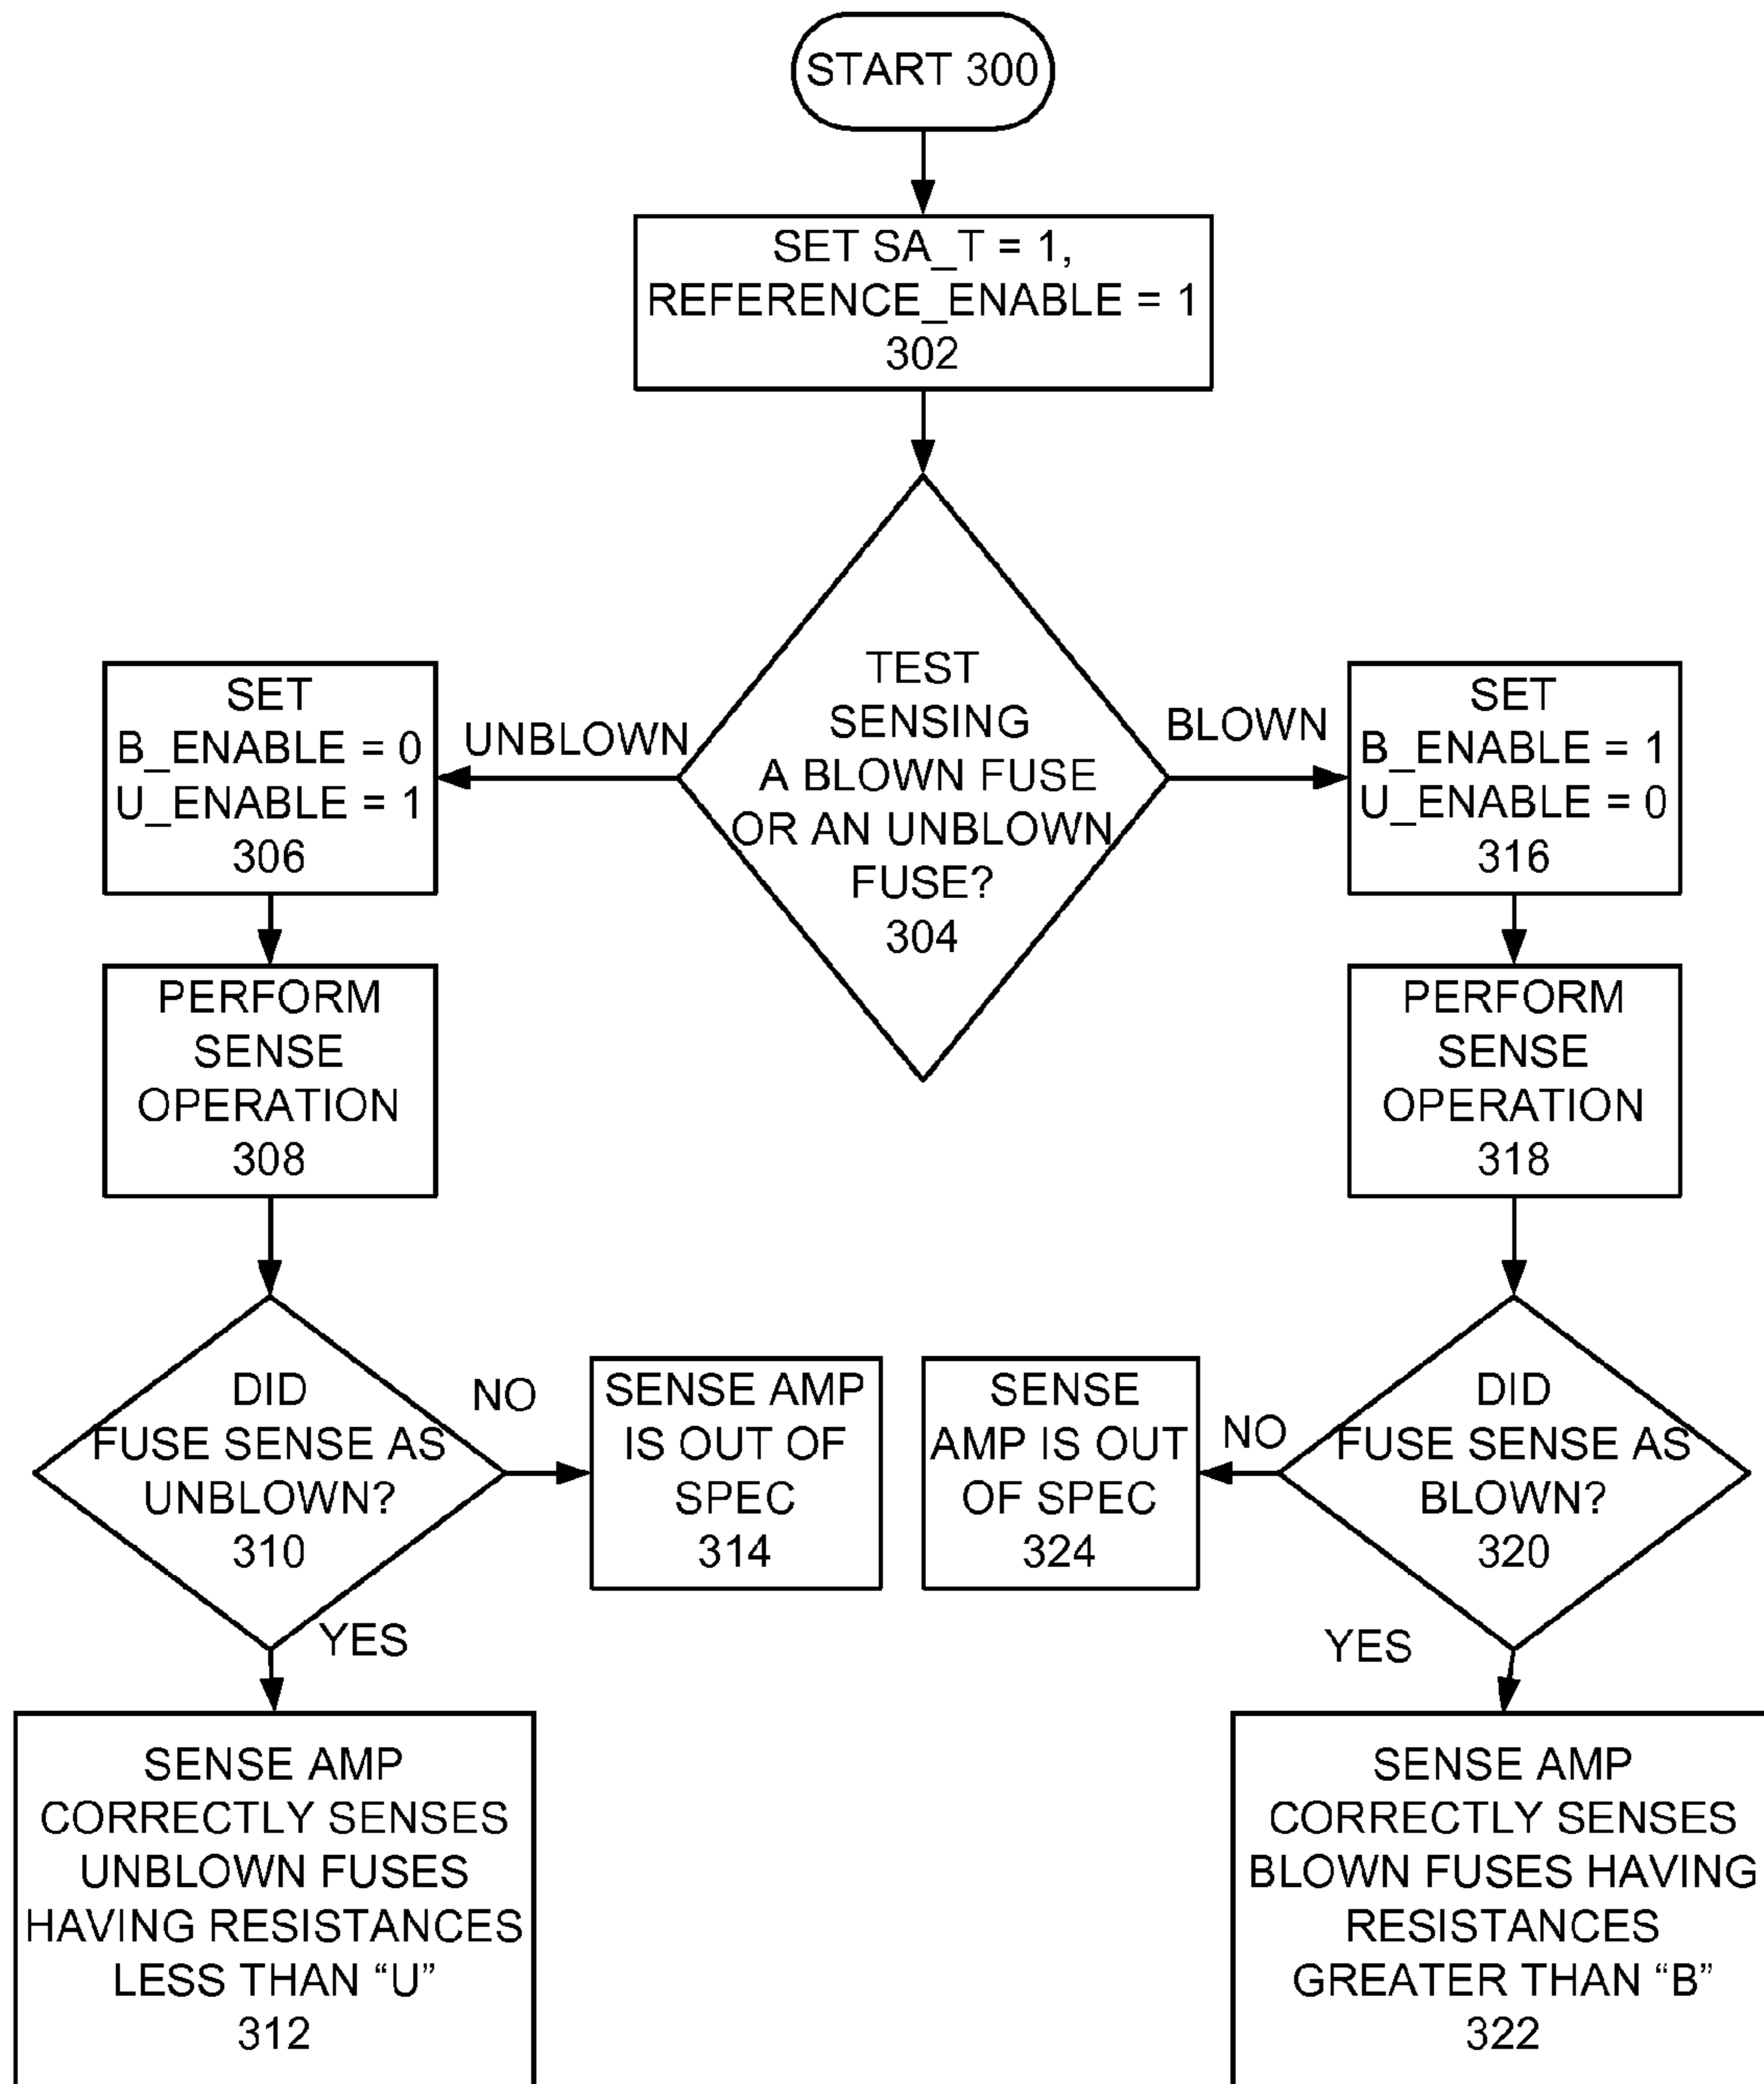 START 300
SET SA_T = 1,
REFERENCE_ENABLE = 1
302
TEST
SENSING
A BLOWN FUSE
OR AN UNBLOWN
FUSE?
304
UNBLOWN
BLOWN
SET
B_ENABLE = 0
U_ENABLE = 1
306
SET
B_ENABLE = 1
U_ENABLE = 0
316
PERFORM
SENSE
OPERATION
308
PERFORM
SENSE
OPERATION
318
DID
FUSE SENSE AS
UNBLOWN?
310
NO
SENSE AMP
IS OUT OF
SPEC
314
SENSE
AMP IS OUT
OF SPEC
324
NO
DID
FUSE SENSE AS
BLOWN?
320
YES
YES
SENSE AMP
CORRECTLY SENSES
UNBLOWN FUSES
HAVING RESISTANCES
LESS THAN “U”
312
SENSE AMP
CORRECTLY SENSES
BLOWN FUSES HAVING
RESISTANCES
GREATER THAN “B”
322